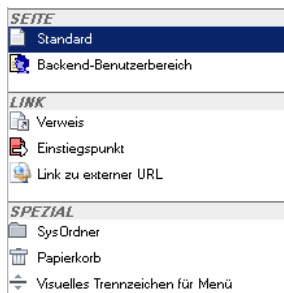 SEITE
Standard
Backend-Benutzerbereich
LINK
Verweis
Einstiegspunkt
Link zu externer URL
SPEZIAL
SysOrdner
Papierkorb
Visuelles Trennzeichen für Menü